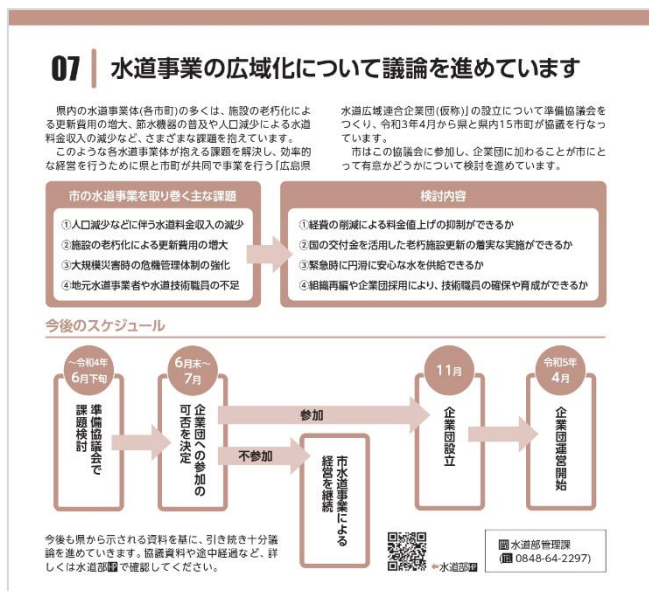 07 水道事業の広域化について議論を進めています
　県内の水道事業体(各市町)の多くは、施設の老朽化によ
る更新費用の増大、節水機器の普及や人口減少による水道
料金収入の減少など、さまざまな課題を抱えています。
　このような各水道事業体が抱える課題を解決し、効率的
な経営を行うために県と市町が共同で事業を行う「広島県
水道広域連合企業団(仮称)」の設立について準備協議会を
つくり、令和3年4月から県と県内15市町が協議を行なっ
ています。
　市はこの協議会に参加し、企業団に加わることが市にと
って有意かどうかについて検討を進めています。
市の水道事業を取り巻く主な課題
①人口減少などに伴う水道料金収入の減少
②施設の老朽化による更新費用の増大
③大規模災害時の危機管理体制の強化
④地元水道事業者や水道技術職員の不足
検討内容
①経費の削減による料金値上げの抑制ができるか
②国の交付金を活用した老朽施設更新の着実な実施ができるか
③緊急時に円滑に安心な水を供給できるか
④組織再編や企業団採用により、技術職員の確保や育成ができるか
今後のスケジュール
～令和4年
6月下旬
準備協議会で
課題検討
6月末～
7月
企業団への参加の
可否を決定
参加
不参加
市水道事業による
経営を継続
11月
企業団設立
令和5年
4月
企業団運営開始
今後も県から示される資料を基に、引き続き十分議
論を進めていきます。協議資料や途中経過など、詳
しくは水道部HPで確認してください。
←水道部HP
問水道部管理課
(電 0848-64-2297)